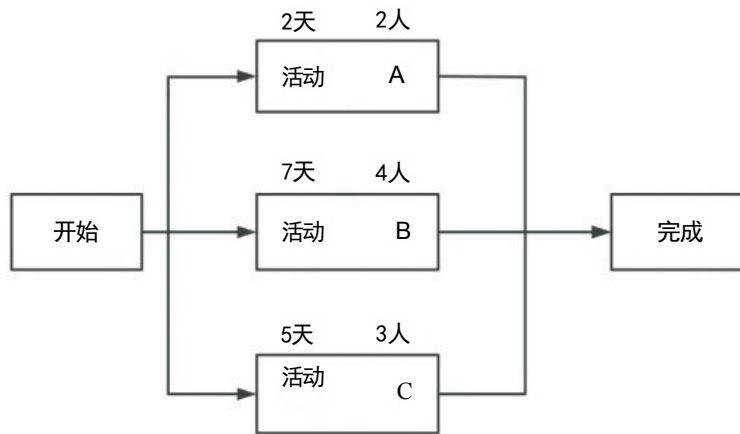 2天 2人
活动 A
7天 4人
开始
活动 B
完成
5天 3人
活动 C